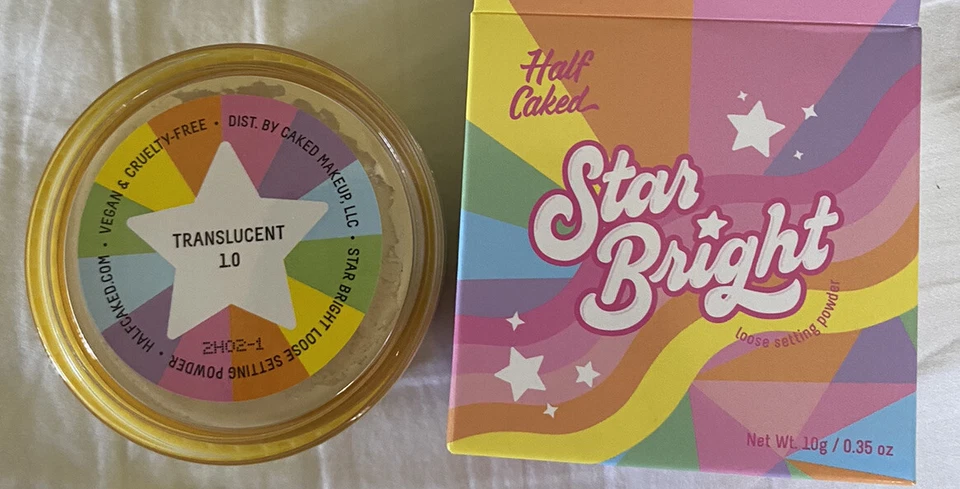 VEGAN & CRUELTY-FREE • DIST. BY CAKED MAKEUP, LLC • STAR BRIGHT LOOSE SETTING POWDER • HALFCAKED.COM •
TRANSLUCENT
1.0
ZH02-1
Half
Caked
Star
Bright
loose setting powder
Net Wt. 10g / 0.35 oz